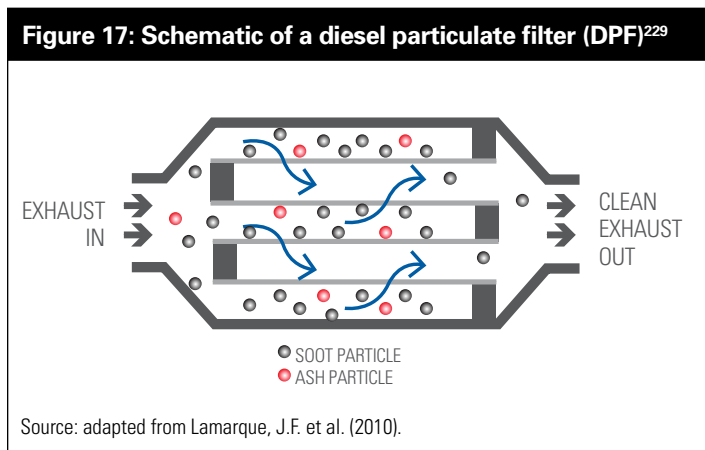 Figure 17: Schematic of a diesel particulate filter (DPF)229
EXHAUST
IN
CLEAN
EXHAUST
OUT
SOOT PARTICLE
ASH PARTICLE
Source: adapted from Lamarque, J.F. et al. (2010).